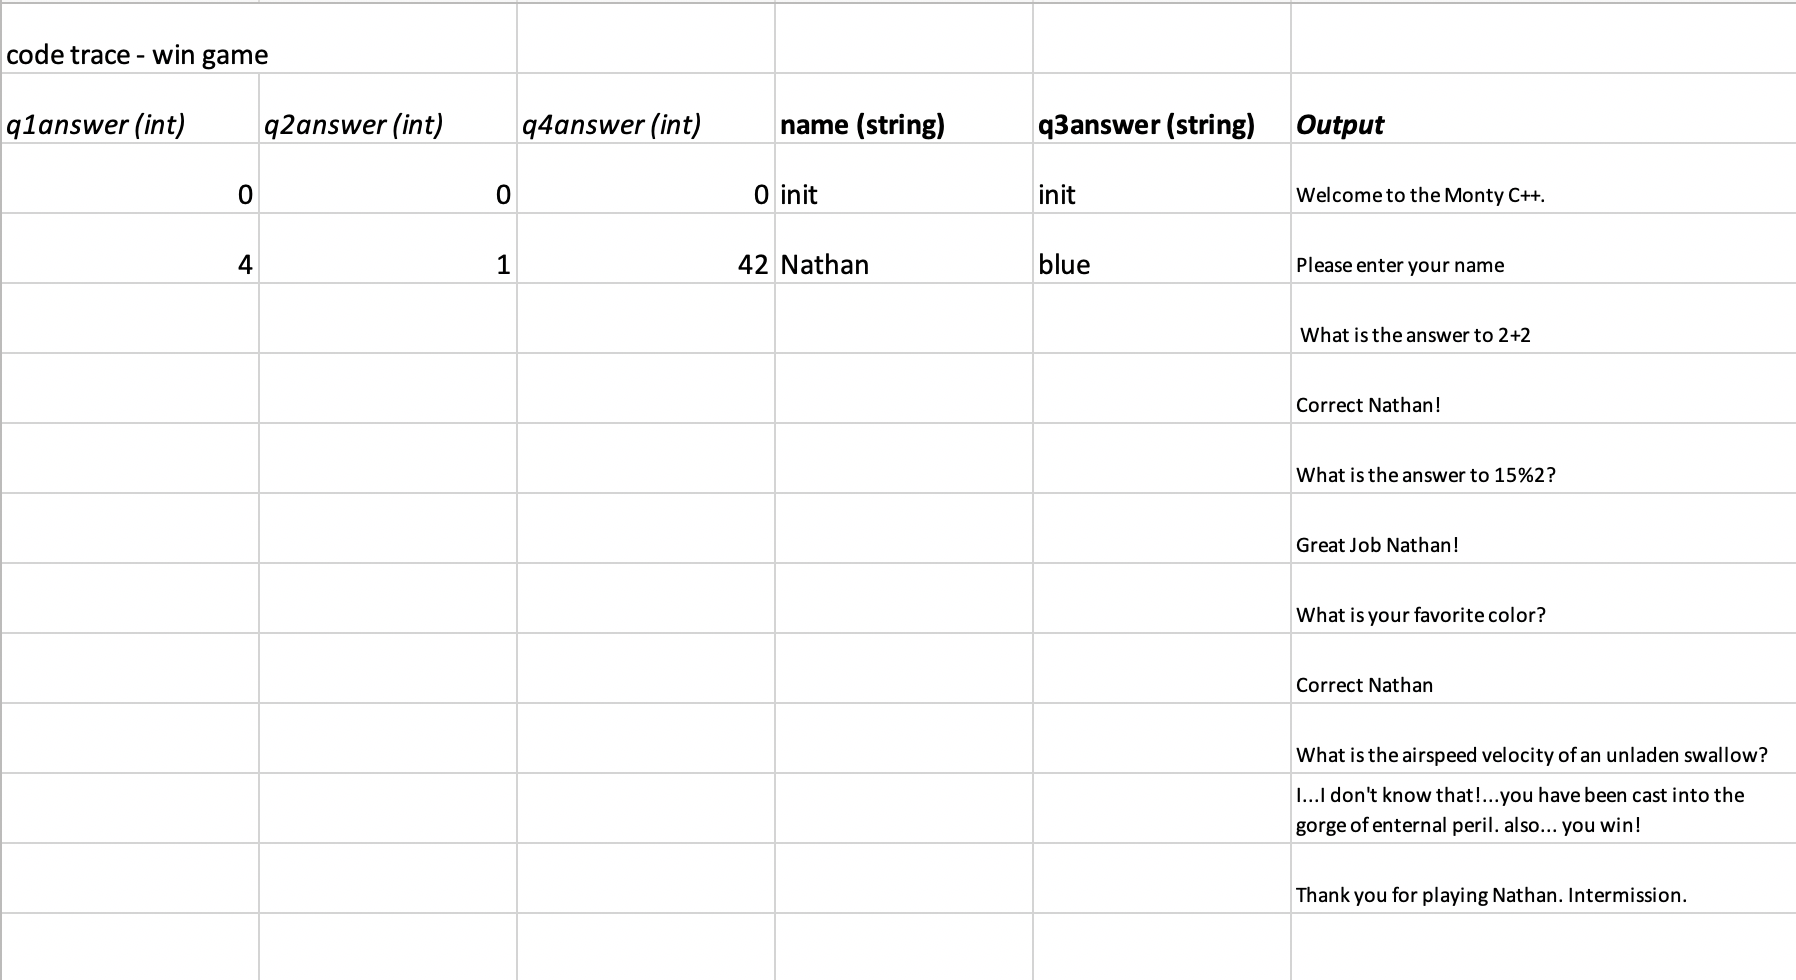 code trace - win game
q1answer (int) q2answer (int) q4answer (int) name (string) q3answer (string) Output
0 0 0 init init Welcome to the Monty C++.
4 1 42 Nathan blue Please enter your name
What is the answer to 2+2
Correct Nathan!
What is the answer to 15%2?
Great Job Nathan!
What is your favorite color?
Correct Nathan
What is the airspeed velocity of an unladen swallow?
I...I don't know that!...you have been cast into the
gorge of enternal peril. also... you win!
Thank you for playing Nathan. Intermission.